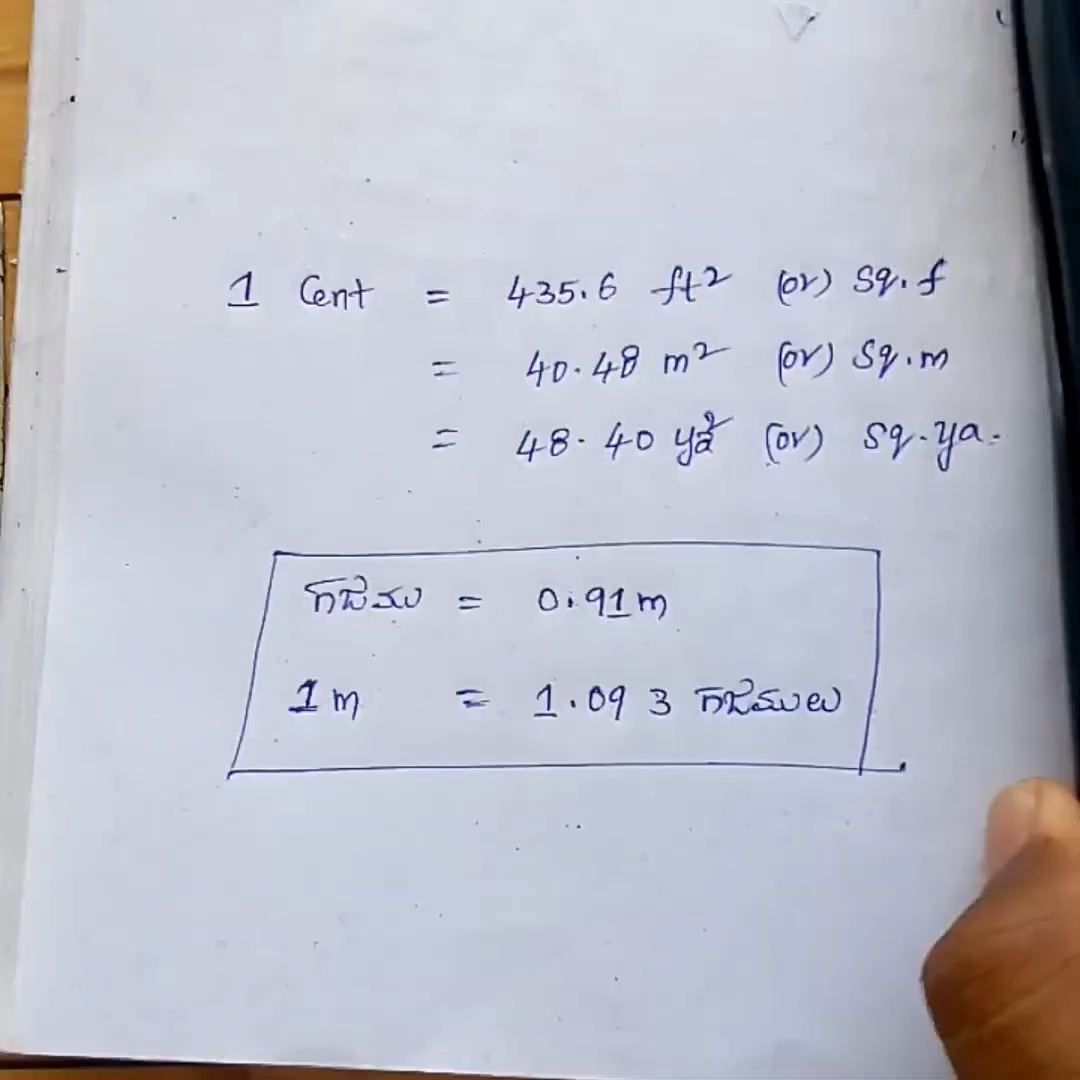 1 Cent = 435.6 ft² (or) sq.f
= 40.48 m² (or) sq.m
= 48.40 ya² (or) sq.ya.
గజము = 0.91m
1m = 1.093 గజములు